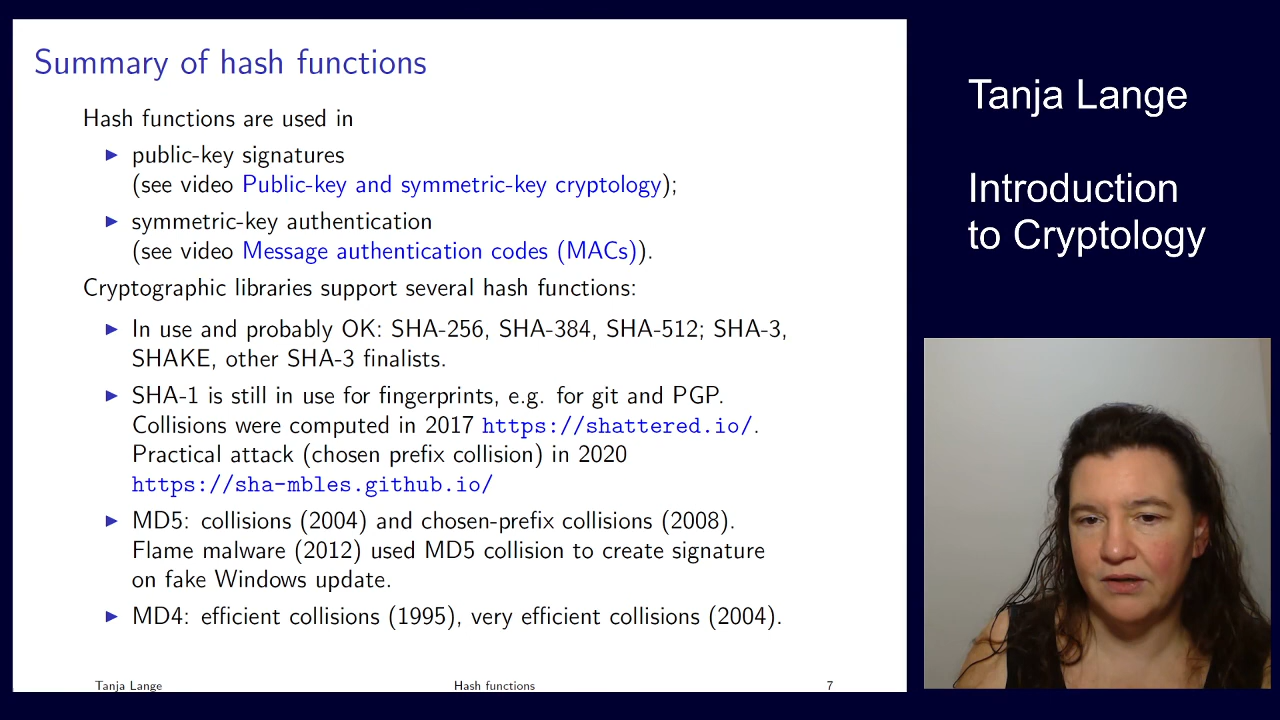 Summary of hash functions
Hash functions are used in
▶ public-key signatures
(see video Public-key and symmetric-key cryptology);
▶ symmetric-key authentication
(see video Message authentication codes (MACs)).
Cryptographic libraries support several hash functions:
▶ In use and probably OK: SHA-256, SHA-384, SHA-512; SHA-3,
SHAKE, other SHA-3 finalists.
▶ SHA-1 is still in use for fingerprints, e.g. for git and PGP.
Collisions were computed in 2017 https://shattered.io/.
Practical attack (chosen prefix collision) in 2020
https://sha-mbles.github.io/
▶ MD5: collisions (2004) and chosen-prefix collisions (2008).
Flame malware (2012) used MD5 collision to create signature
on fake Windows update.
▶ MD4: efficient collisions (1995), very efficient collisions (2004).
Tanja Lange
Hash functions
7
Tanja Lange
Introduction
to Cryptology